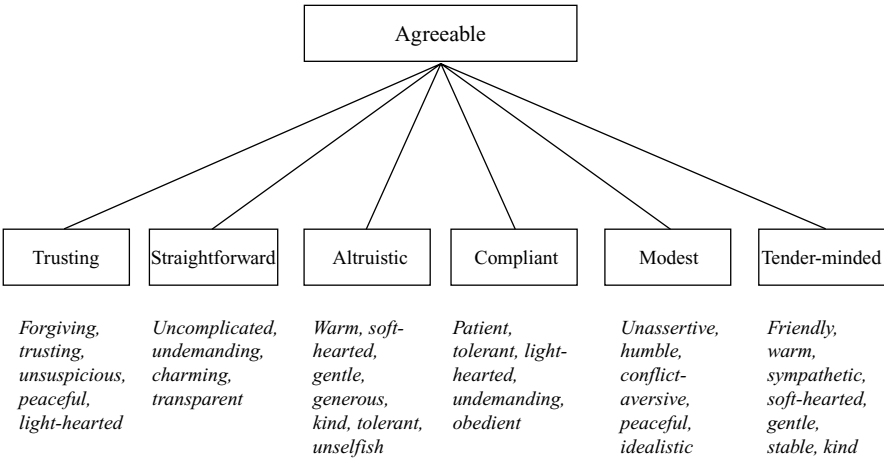 Agreeable
Trusting
Straightforward
Altruistic
Compliant
Modest
Tender-minded
Forgiving,
trusting,
unsuspicious,
peaceful,
light-hearted
Uncomplicated,
undemanding,
charming,
transparent
Warm, soft-
hearted,
gentle,
generous,
kind, tolerant,
unselfish
Patient,
tolerant, light-
hearted,
undemanding,
obedient
Unassertive,
humble,
conflict-
aversive,
peaceful,
idealistic
Friendly,
warm,
sympathetic,
soft-hearted,
gentle,
stable, kind